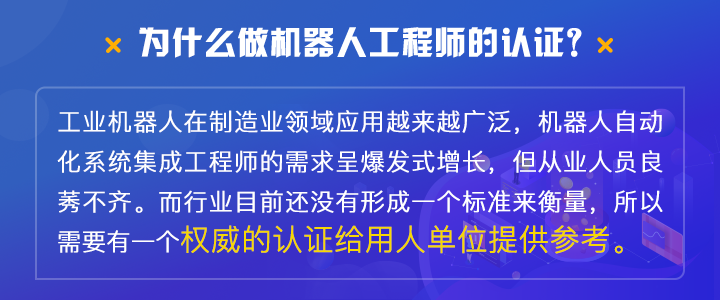 为什么做机器人工程师的认证?
工业机器人在制造业领域应用越来越广泛，机器人自动
化系统集成工程师的需求呈爆发式增长，但从业人员良
莠不齐。而行业目前还没有形成一个标准来衡量，所以
需要有一个权威的认证给用人单位提供参考。